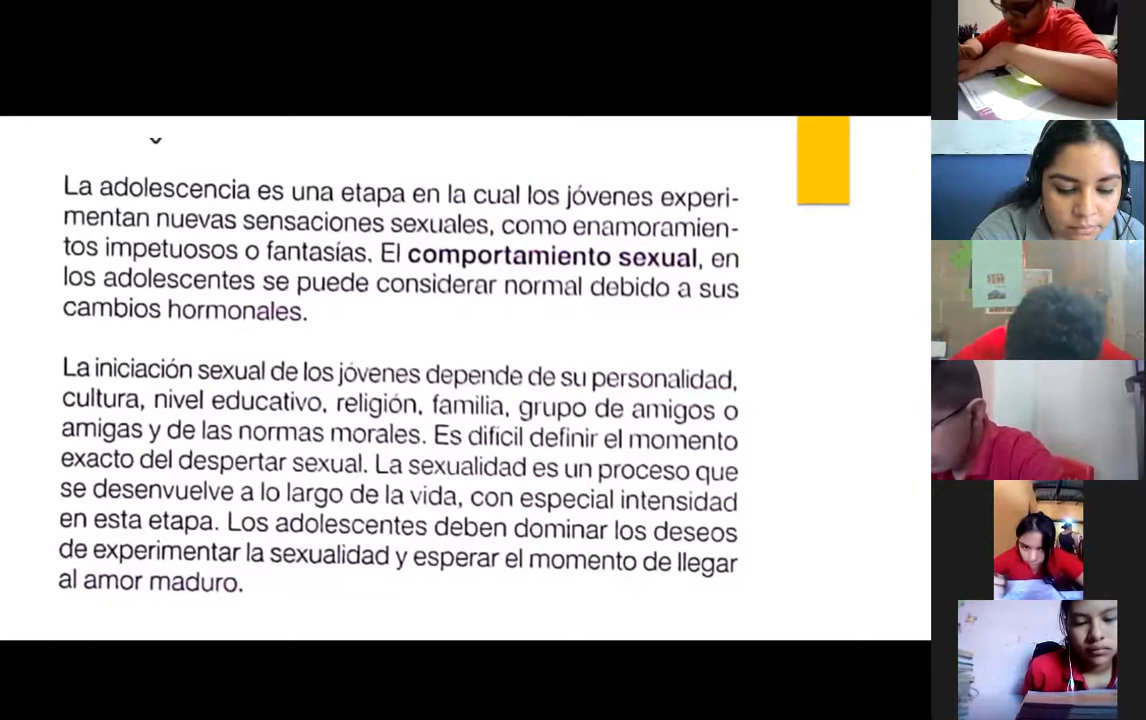 La adolescencia es una etapa en la cual los jóvenes experi-
mentan nuevas sensaciones sexuales, como enamoramien-
tos impetuosos o fantasías. El comportamiento sexual, en
los adolescentes se puede considerar normal debido a sus
cambios hormonales.
La iniciación sexual de los jóvenes depende de su personalidad,
cultura, nivel educativo, religión, familia, grupo de amigos o
amigas y de las normas morales. Es difícil definir el momento
exacto del despertar sexual. La sexualidad es un proceso que
se desenvuelve a lo largo de la vida, con especial intensidad
en esta etapa. Los adolescentes deben dominar los deseos
de experimentar la sexualidad y esperar el momento de llegar
al amor maduro.